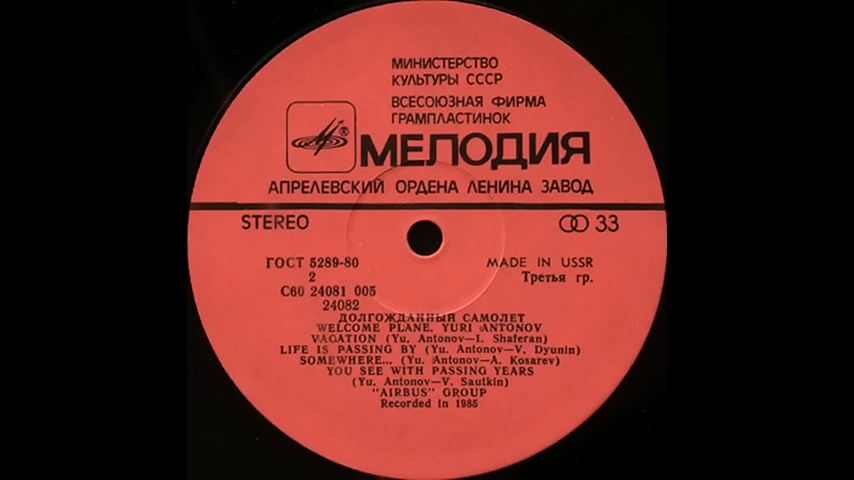 МИНИСТЕРСТВО
КУЛЬТУРЫ СССР
ВСЕСОЮЗНАЯ ФИРМА
ГРАМПЛАСТИНОК
®
МЕЛОДИЯ
АПРЕЛЕВСКИЙ ОРДЕНА ЛЕНИНА ЗАВОД
STEREO 33
ГОСТ 5289-80 MADE IN USSR
2 Третья гр.
С60 24081 005
24082
ДОЛГОЖДАННЫЙ САМОЛЕТ
WELCOME PLANE. YURI ANTONOV
VACATION (Yu. Antonov—I. Shaferan)
LIFE IS PASSING BY (Yu. Antonov—V. Dyunin)
SOMEWHERE... (Yu. Antonov—A. Kosarev)
YOU SEE WITH PASSING YEARS
(Yu. Antonov—V. Sautkin)
"AIRBUS" GROUP
Recorded in 1985